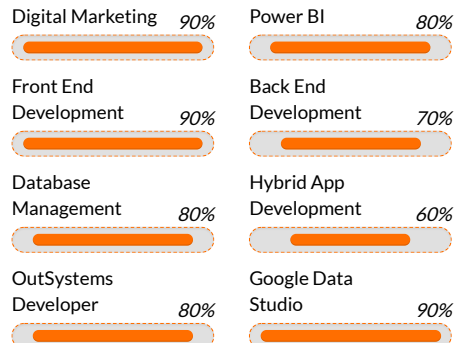 Digital Marketing 90%
Power BI 80%
Front End
Development 90%
Back End
Development 70%
Database
Management 80%
Hybrid App
Development 60%
OutSystems
Developer 80%
Google Data
Studio 90%